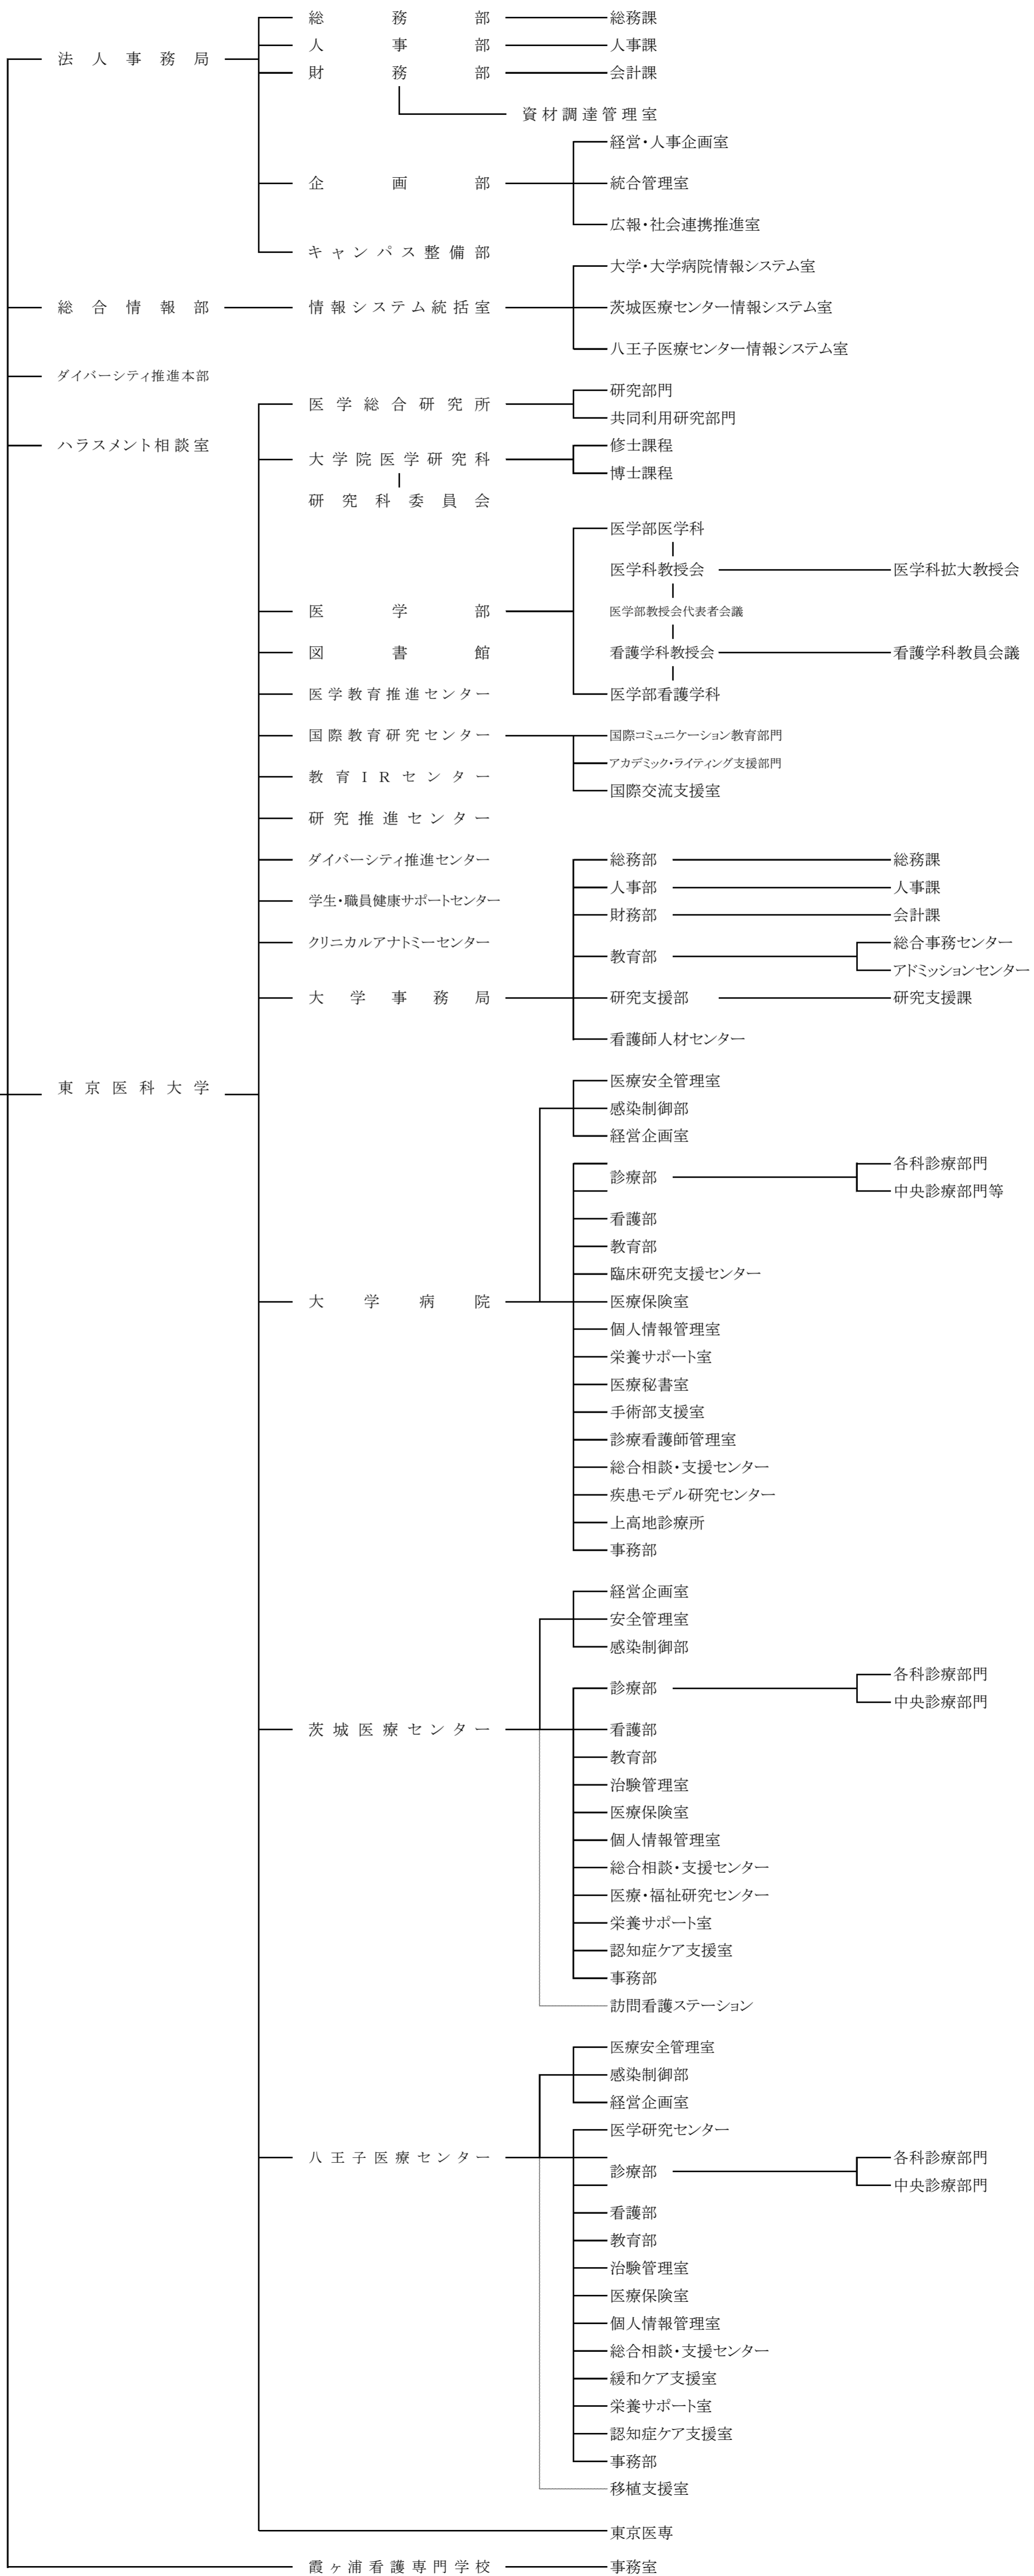 総務部 総務課
人事部 人事課
法人事務局
財務部 会計課
資材調達管理室
経営・人事企画室
企画部 統合管理室
広報・社会連携推進室
キャンパス整備部
大学・大学病院情報システム室
総合情報部 情報システム統括室 茨城医療センター情報システム室
八王子医療センター情報システム室
ダイバーシティ推進本部
研究部門
医学総合研究所
共同利用研究部門
ハラスメント相談室 修士課程
大学院医学研究科
博士課程
研究科委員会
医学部医学科
医学科教授会 医学科拡大教授会
医学部 医学部教授会代表者会議
図書館 看護学科教授会 看護学科教員会議
医学教育推進センター 医学部看護学科
国際教育研究センター 国際コミュニケーション教育部門
アカデミック・ライティング支援部門
教育IRセンター
国際交流支援室
研究推進センター
ダイバーシティ推進センター 総務部 総務課
人事部 人事課
学生・職員健康サポートセンター
財務部 会計課
クリニカルアナトミーセンター 総合事務センター
教育部
アドミッションセンター
大学事務局 研究支援部 研究支援課
看護師人材センター
医療安全管理室
東京医科大学
感染制御部
経営企画室
各科診療部門
診療部
中央診療部門等
看護部
教育部
臨床研究支援センター
大学病院 医療保険室
個人情報管理室
栄養サポート室
医療秘書室
手術部支援室
診療看護師管理室
総合相談・支援センター
疾患モデル研究センター
上高地診療所
事務部
経営企画室
安全管理室
感染制御部
各科診療部門
診療部
中央診療部門
茨城医療センター 看護部
教育部
治験管理室
医療保険室
個人情報管理室
総合相談・支援センター
医療・福祉研究センター
栄養サポート室
認知症ケア支援室
事務部
訪問看護ステーション
医療安全管理室
感染制御部
経営企画室
医学研究センター
八王子医療センター 各科診療部門
診療部
中央診療部門
看護部
教育部
治験管理室
医療保険室
個人情報管理室
総合相談・支援センター
緩和ケア支援室
栄養サポート室
認知症ケア支援室
事務部
移植支援室
東京医専
霞ヶ浦看護専門学校 事務室